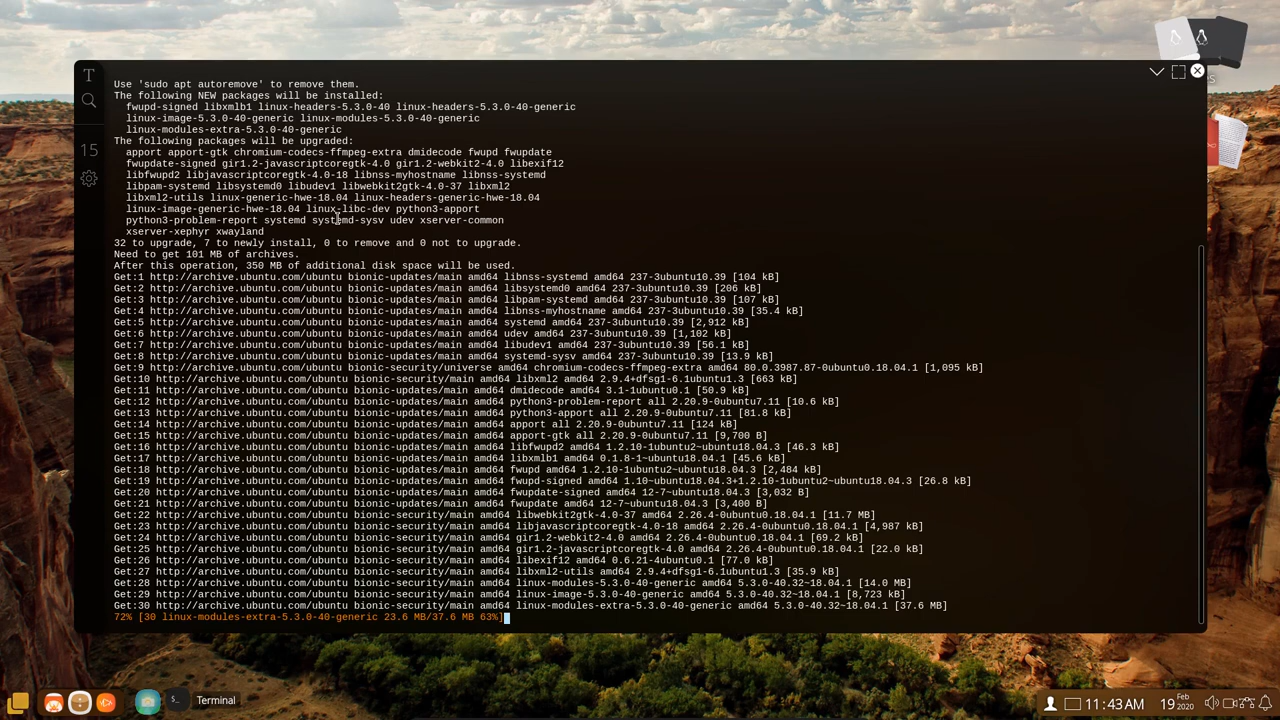 T
Use 'sudo apt autoremove' to remove them.
The following NEW packages will be installed:
fwupd-signed libxmlb1 linux-headers-5.3.0-40 linux-headers-5.3.0-40-generic
linux-image-5.3.0-40-generic linux-modules-5.3.0-40-generic
linux-modules-extra-5.3.0-40-generic
The following packages will be upgraded:
apport apport-gtk chromium-codecs-ffmpeg-extra dmidecode fwupd fwupdate
fwupdate-signed gir1.2-javascriptcoregtk-4.0 gir1.2-webkit2-4.0 libexif12
libfwupd2 libjavascriptcoregtk-4.0-18 libnss-myhostname libnss-systemd
libpam-systemd libsystemd0 libudev1 libwebkit2gtk-4.0-37 libxml2
libxml2-utils linux-generic-hwe-18.04 linux-headers-generic-hwe-18.04
linux-image-generic-hwe-18.04 linux-libc-dev python3-apport
python3-problem-report systemd systemd-sysv udev xserver-common
xserver-xephyr xwayland
32 to upgrade, 7 to newly install, 0 to remove and 0 not to upgrade.
Need to get 101 MB of archives.
After this operation, 350 MB of additional disk space will be used.
Get:1 http://archive.ubuntu.com/ubuntu bionic-updates/main amd64 libnss-systemd amd64 237-3ubuntu10.39 [104 kB]
Get:2 http://archive.ubuntu.com/ubuntu bionic-updates/main amd64 libsystemd0 amd64 237-3ubuntu10.39 [206 kB]
Get:3 http://archive.ubuntu.com/ubuntu bionic-updates/main amd64 libpam-systemd amd64 237-3ubuntu10.39 [107 kB]
Get:4 http://archive.ubuntu.com/ubuntu bionic-updates/main amd64 libnss-myhostname amd64 237-3ubuntu10.39 [35.4 kB]
Get:5 http://archive.ubuntu.com/ubuntu bionic-updates/main amd64 systemd amd64 237-3ubuntu10.39 [2,912 kB]
Get:6 http://archive.ubuntu.com/ubuntu bionic-updates/main amd64 udev amd64 237-3ubuntu10.39 [1,102 kB]
Get:7 http://archive.ubuntu.com/ubuntu bionic-updates/main amd64 libudev1 amd64 237-3ubuntu10.39 [56.1 kB]
Get:8 http://archive.ubuntu.com/ubuntu bionic-updates/main amd64 systemd-sysv amd64 237-3ubuntu10.39 [13.9 kB]
Get:9 http://archive.ubuntu.com/ubuntu bionic-security/universe amd64 chromium-codecs-ffmpeg-extra amd64 80.0.3987.87-0ubuntu0.18.04.1 [1,095 kB]
Get:10 http://archive.ubuntu.com/ubuntu bionic-security/main amd64 libxml2 amd64 2.9.4+dfsg1-6.1ubuntu1.3 [663 kB]
Get:11 http://archive.ubuntu.com/ubuntu bionic-updates/main amd64 dmidecode amd64 3.1-1ubuntu0.1 [50.9 kB]
Get:12 http://archive.ubuntu.com/ubuntu bionic-updates/main amd64 python3-problem-report all 2.20.9-0ubuntu7.11 [10.6 kB]
Get:13 http://archive.ubuntu.com/ubuntu bionic-updates/main amd64 python3-apport all 2.20.9-0ubuntu7.11 [81.8 kB]
Get:14 http://archive.ubuntu.com/ubuntu bionic-updates/main amd64 apport all 2.20.9-0ubuntu7.11 [124 kB]
Get:15 http://archive.ubuntu.com/ubuntu bionic-updates/main amd64 apport-gtk all 2.20.9-0ubuntu7.11 [9,700 B]
Get:16 http://archive.ubuntu.com/ubuntu bionic-updates/main amd64 libfwupd2 amd64 1.2.10-1ubuntu2~ubuntu18.04.3 [46.3 kB]
Get:17 http://archive.ubuntu.com/ubuntu bionic-updates/main amd64 libxmlb1 amd64 0.1.8-1~ubuntu18.04.1 [45.6 kB]
Get:18 http://archive.ubuntu.com/ubuntu bionic-updates/main amd64 fwupd amd64 1.2.10-1ubuntu2~ubuntu18.04.3 [2,484 kB]
Get:19 http://archive.ubuntu.com/ubuntu bionic-updates/main amd64 fwupd-signed amd64 1.10~ubuntu18.04.3+1.2.10-1ubuntu2~ubuntu18.04.3 [26.8 kB]
Get:20 http://archive.ubuntu.com/ubuntu bionic-updates/main amd64 fwupdate-signed amd64 12-7~ubuntu18.04.3 [3,032 B]
Get:21 http://archive.ubuntu.com/ubuntu bionic-updates/main amd64 fwupdate amd64 12-7~ubuntu18.04.3 [3,400 B]
Get:22 http://archive.ubuntu.com/ubuntu bionic-security/main amd64 libwebkit2gtk-4.0-37 amd64 2.26.4-0ubuntu0.18.04.1 [11.7 MB]
Get:23 http://archive.ubuntu.com/ubuntu bionic-security/main amd64 libjavascriptcoregtk-4.0-18 amd64 2.26.4-0ubuntu0.18.04.1 [4,987 kB]
Get:24 http://archive.ubuntu.com/ubuntu bionic-security/main amd64 gir1.2-webkit2-4.0 amd64 2.26.4-0ubuntu0.18.04.1 [69.2 kB]
Get:25 http://archive.ubuntu.com/ubuntu bionic-security/main amd64 gir1.2-javascriptcoregtk-4.0 amd64 2.26.4-0ubuntu0.18.04.1 [22.0 kB]
Get:26 http://archive.ubuntu.com/ubuntu bionic-security/main amd64 libexif12 amd64 0.6.21-4ubuntu0.1 [77.0 kB]
Get:27 http://archive.ubuntu.com/ubuntu bionic-security/main amd64 libxml2-utils amd64 2.9.4+dfsg1-6.1ubuntu1.3 [35.9 kB]
Get:28 http://archive.ubuntu.com/ubuntu bionic-security/main amd64 linux-modules-5.3.0-40-generic amd64 5.3.0-40.32~18.04.1 [14.0 MB]
Get:29 http://archive.ubuntu.com/ubuntu bionic-security/main amd64 linux-image-5.3.0-40-generic amd64 5.3.0-40.32~18.04.1 [8,723 kB]
Get:30 http://archive.ubuntu.com/ubuntu bionic-security/main amd64 linux-modules-extra-5.3.0-40-generic amd64 5.3.0-40.32~18.04.1 [37.6 MB]
72% [30 linux-modules-extra-5.3.0-40-generic 23.6 MB/37.6 MB 63%]
15
Terminal
11:43 AM
19 Feb 2020